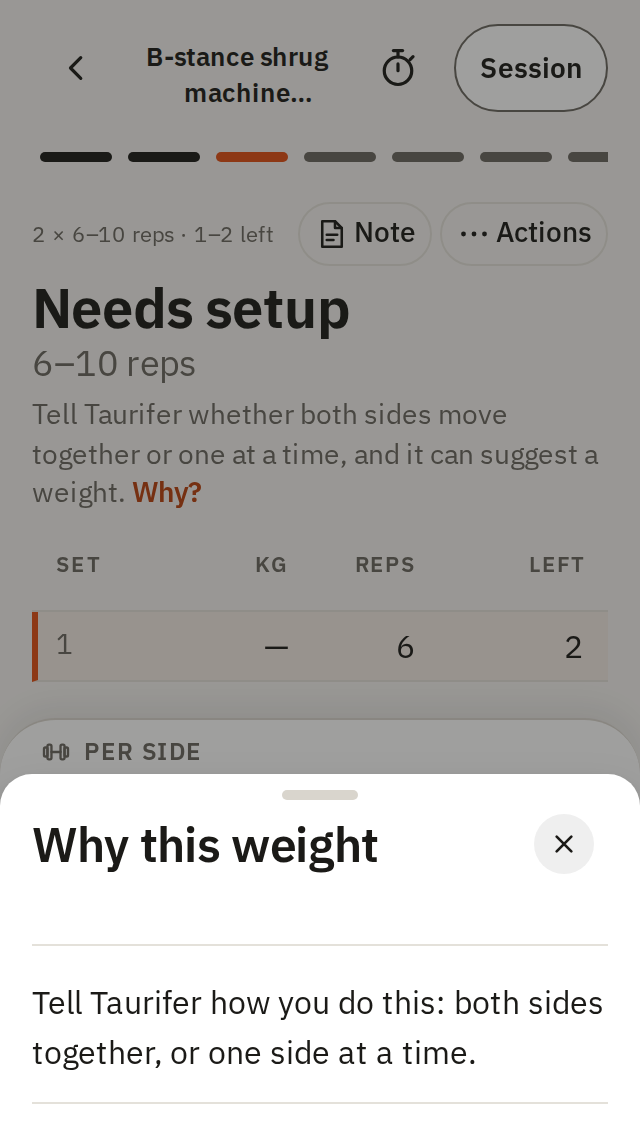 B-stance shrug
machine...
Session
2 × 6–10 reps · 1–2 left
Note
Actions
Needs setup
6–10 reps
Tell Taurifer whether both sides move
together or one at a time, and it can suggest a
weight. Why?
SET KG REPS LEFT
1 — 6 2
PER SIDE
Why this weight
Tell Taurifer how you do this: both sides
together, or one side at a time.